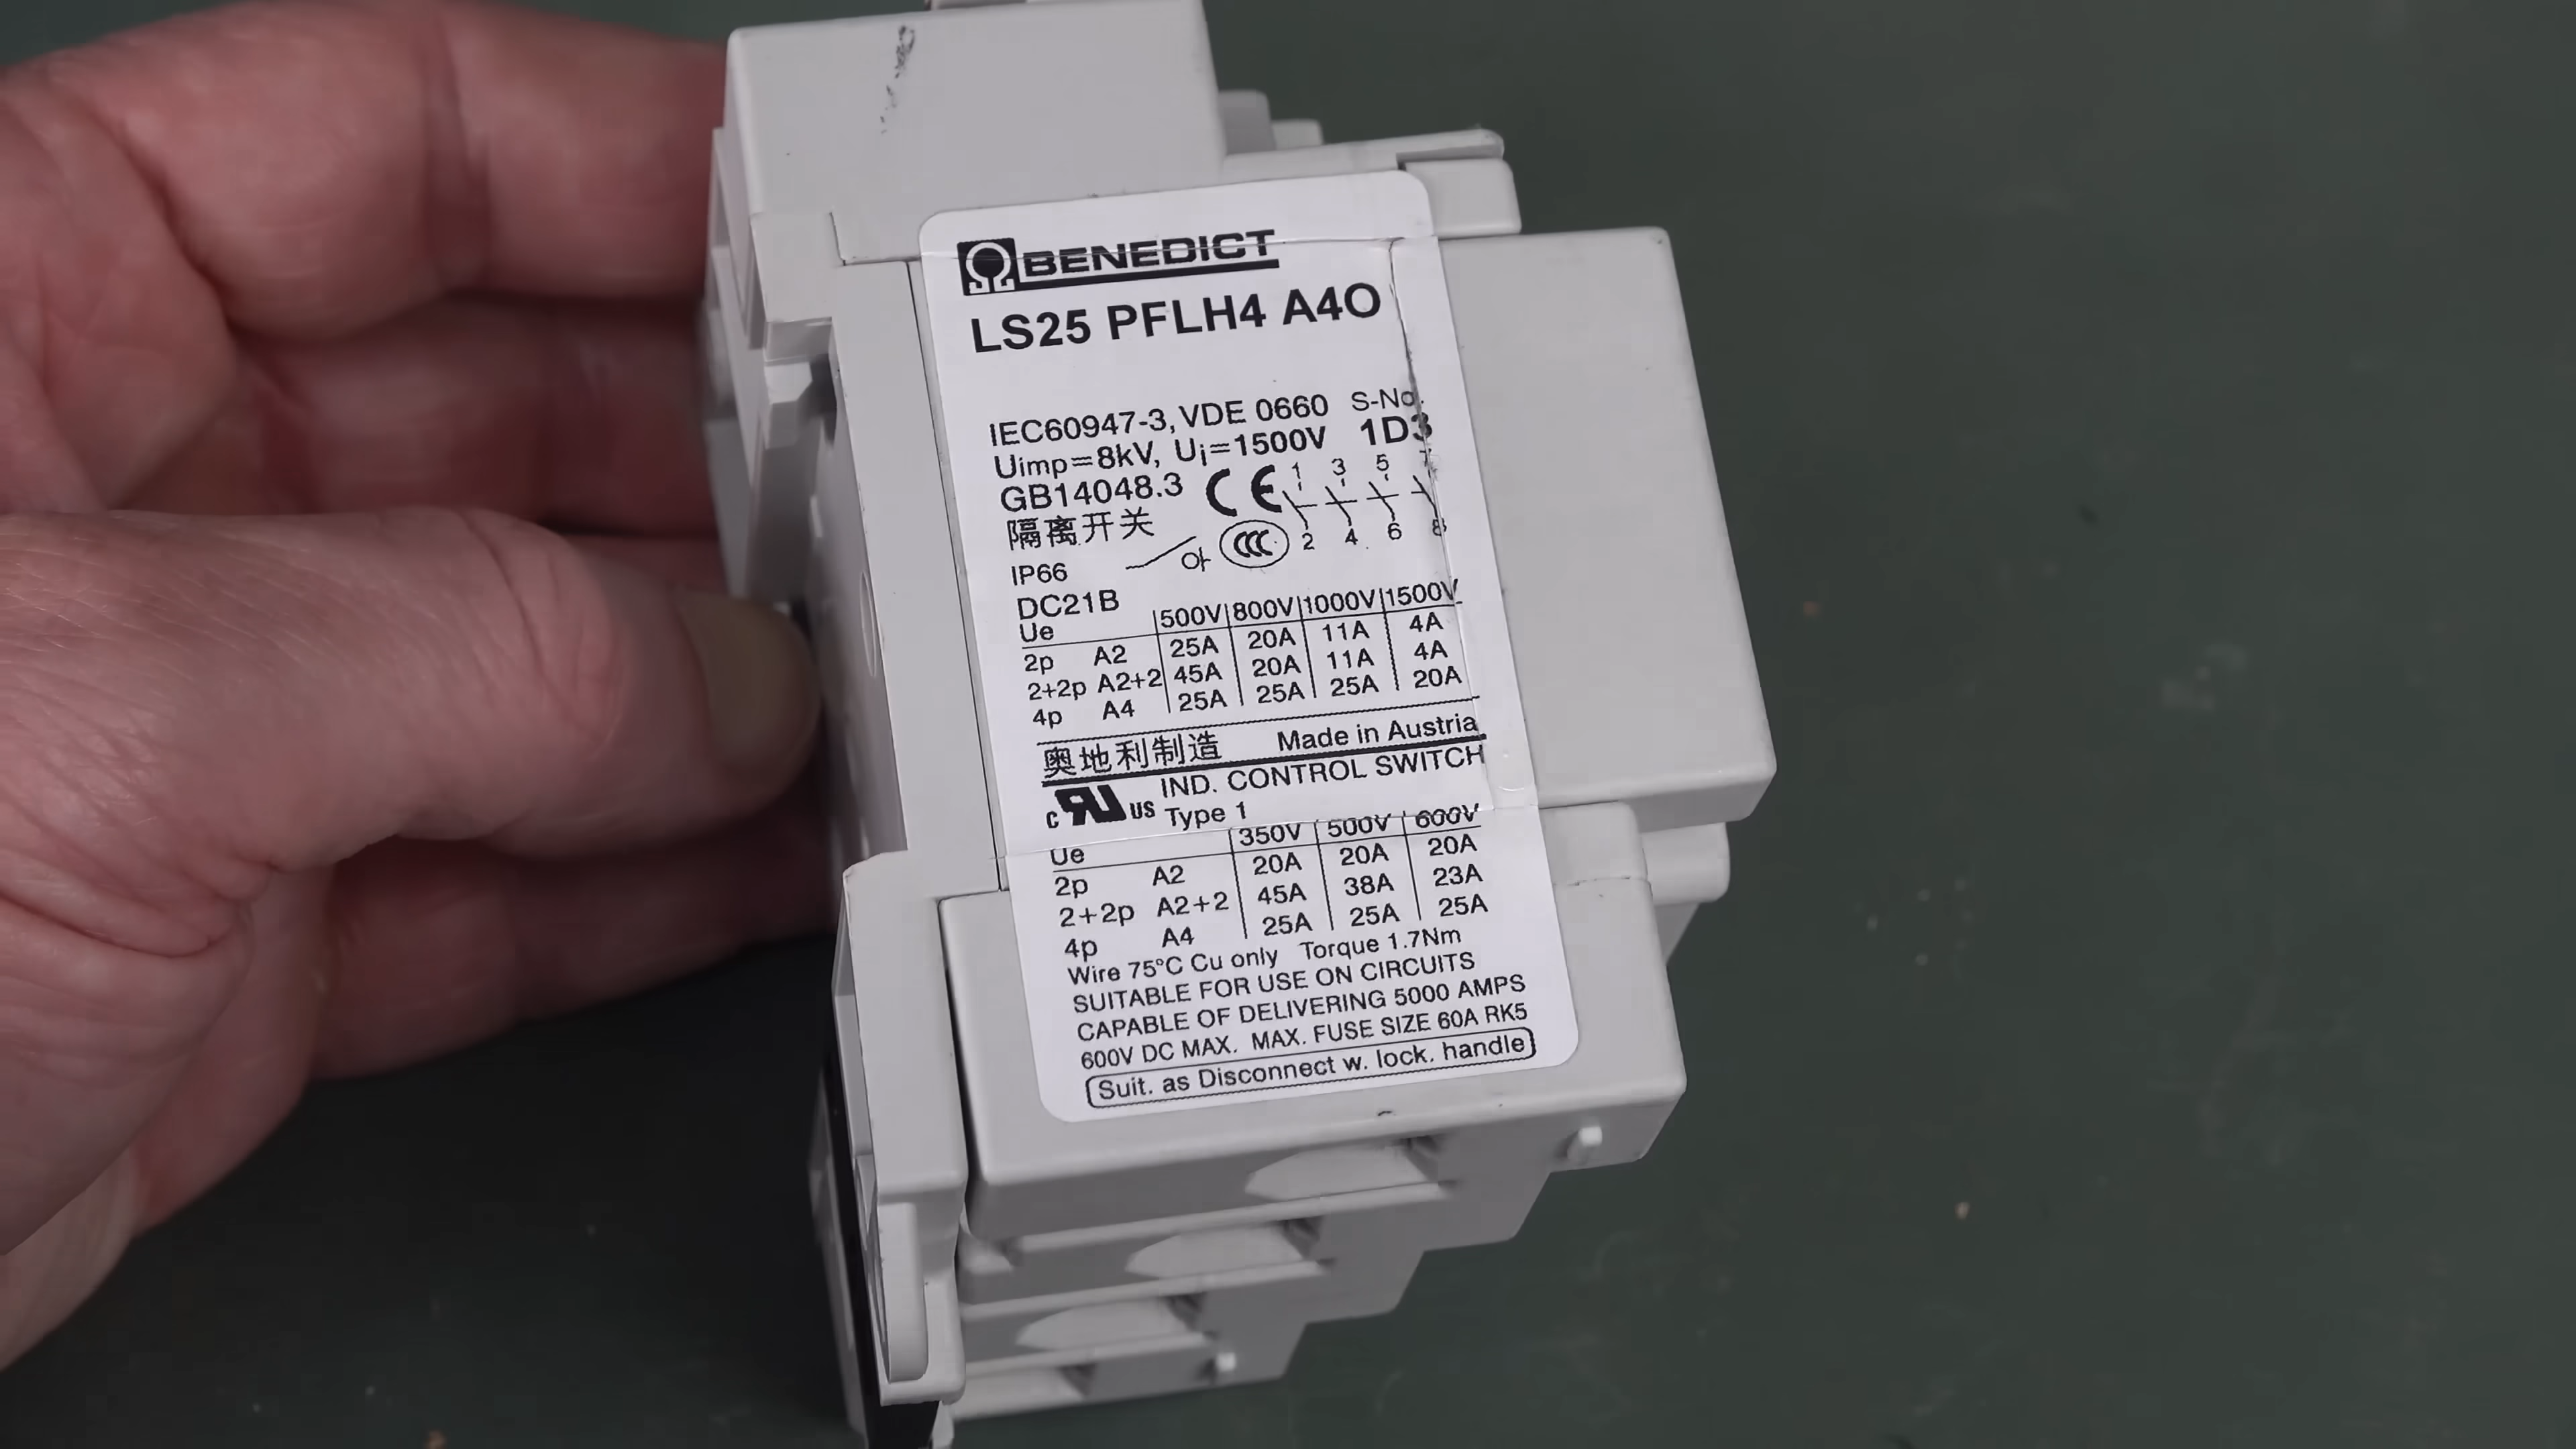 BENEDICT
LS25 PFLH4 A4O
IEC60947-3, VDE 0660 S-No.
Uimp=8kV, Ui=1500V 1D3
GB14048.3 CE 1 3 5 7
隔离开关 CCC 2 4 6 8
IP66
DC21B
Ue 500V 800V 1000V 1500V
2p A2 25A 20A 11A 4A
2+2p A2+2 45A 20A 11A 4A
4p A4 25A 25A 25A 20A
奥地利制造 Made in Austria
IND. CONTROL SWITCH
c RU US Type 1
Ue 350V 500V 600V
2p A2 20A 20A 20A
2+2p A2+2 45A 38A 23A
4p A4 25A 25A 25A
Wire 75°C Cu only Torque 1.7Nm
SUITABLE FOR USE ON CIRCUITS
CAPABLE OF DELIVERING 5000 AMPS
600V DC MAX. MAX. FUSE SIZE 60A RK5
Suit. as Disconnect w. lock. handle